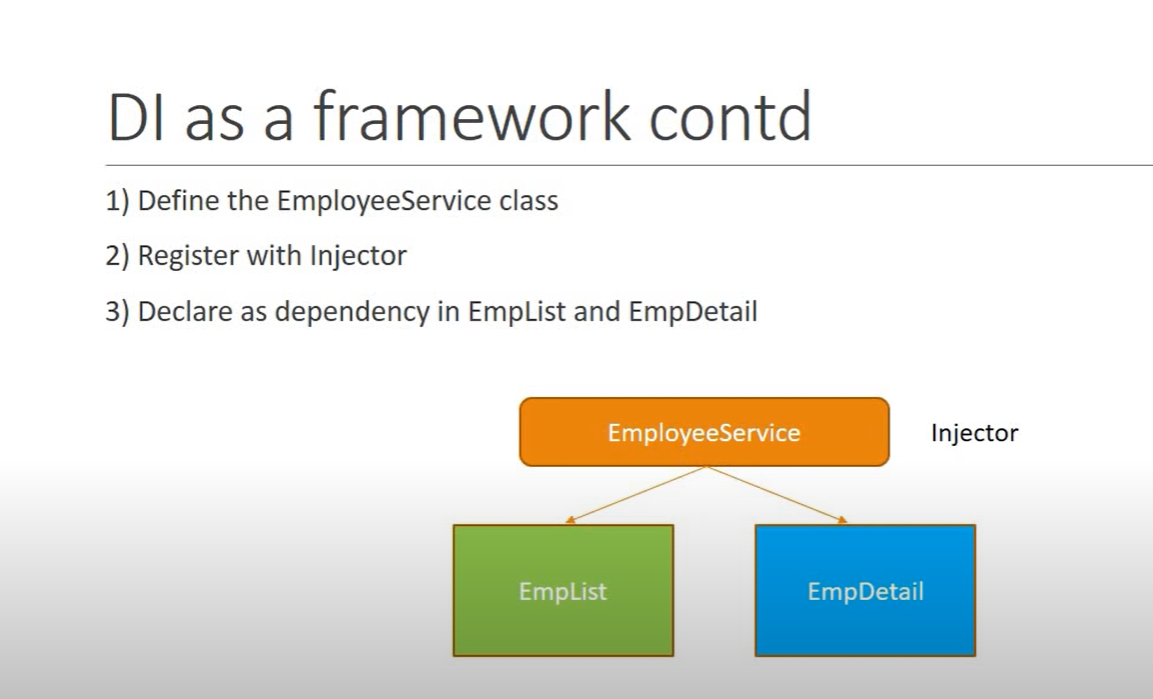 DI as a framework contd
1) Define the EmployeeService class
2) Register with Injector
3) Declare as dependency in EmpList and EmpDetail
EmployeeService
Injector
EmpList
EmpDetail